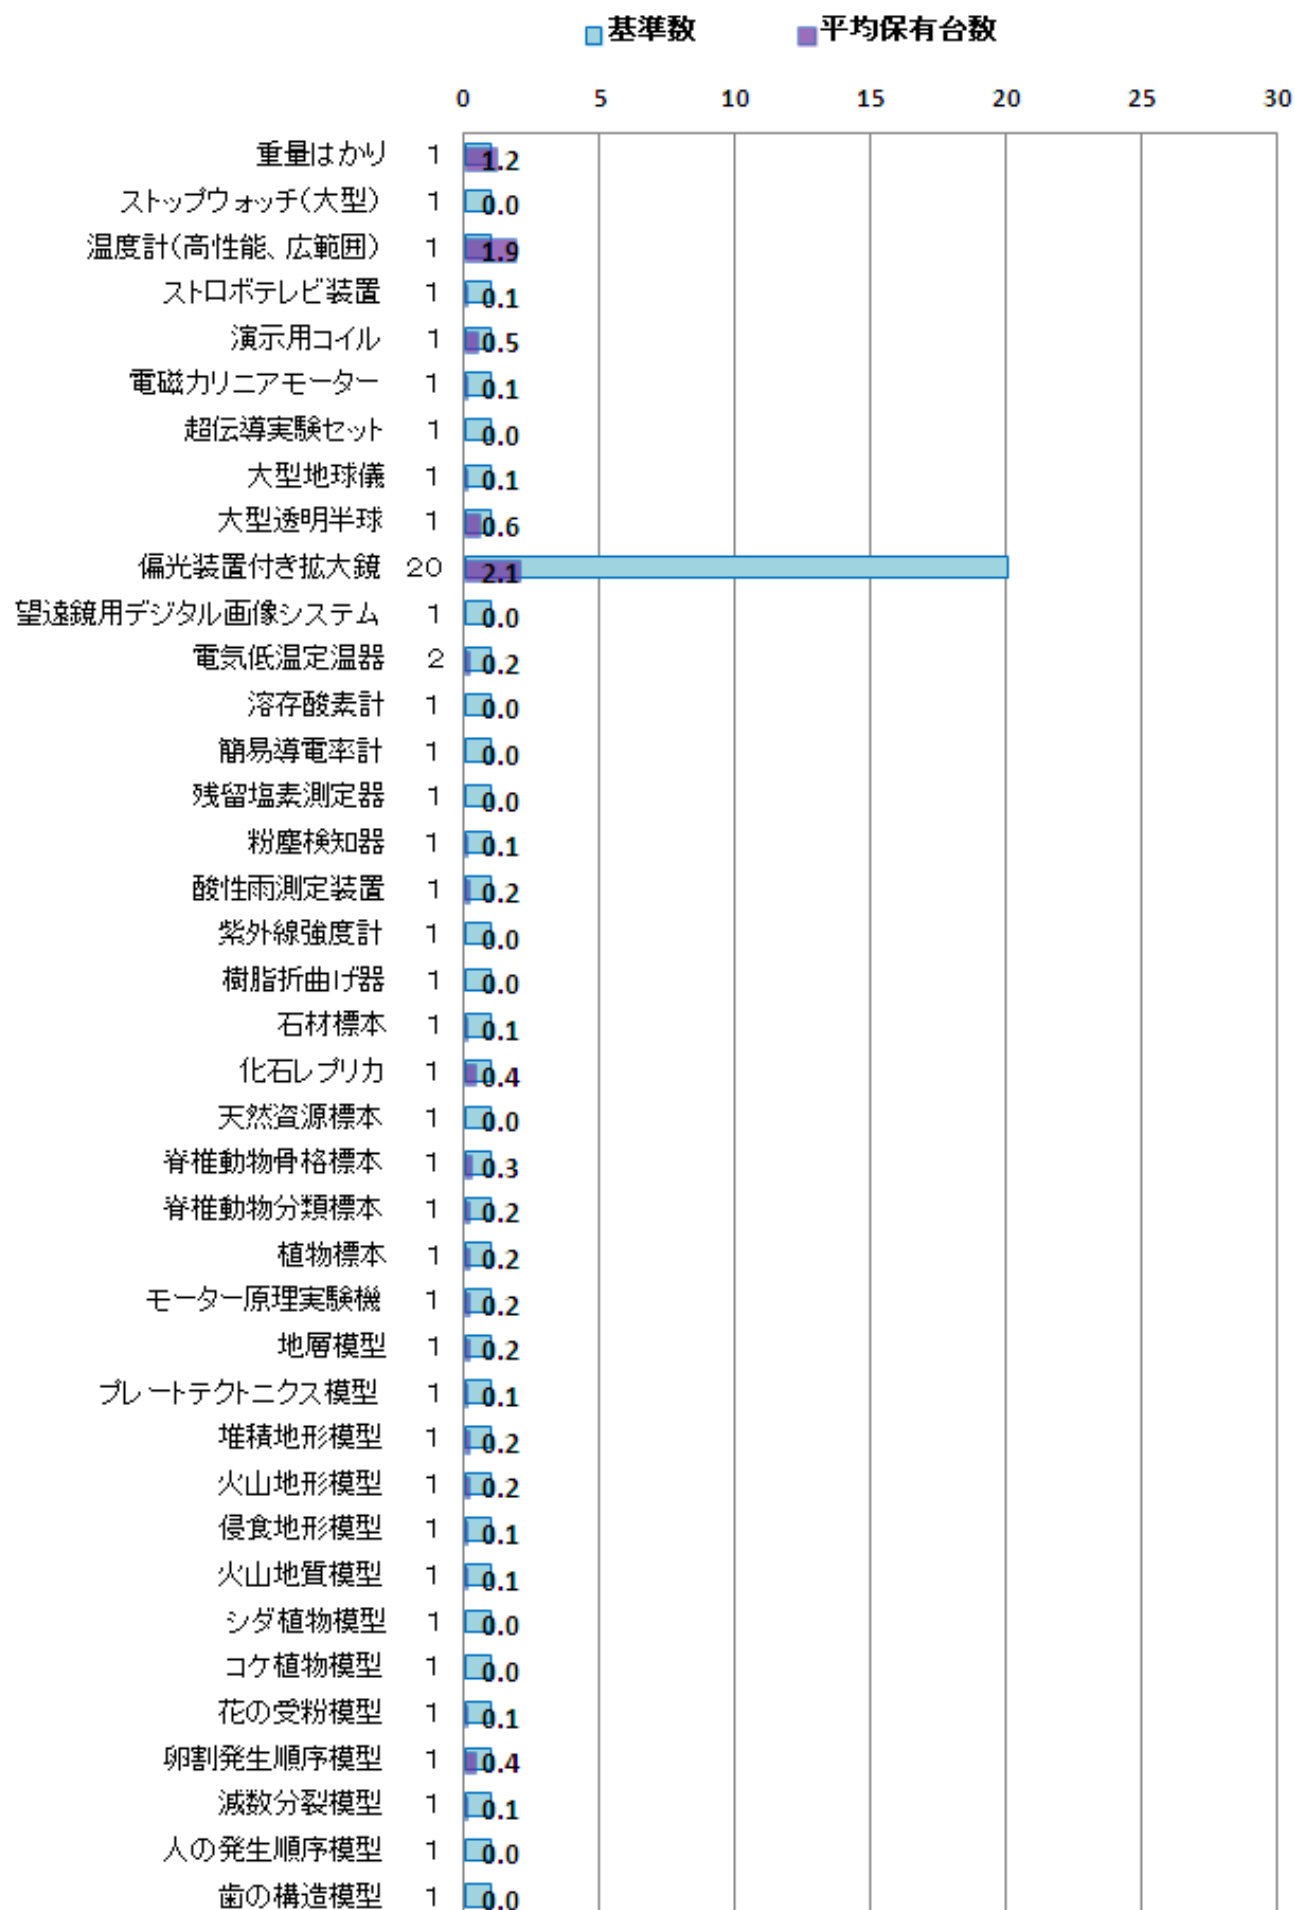 基準数 平均保有台数
0 5 10 15 20 25 30
重量はかり 1 1.2
ストップウォッチ(大型) 1 0.0
温度計(高性能、広範囲) 1 1.9
ストロボテレビ装置 1 0.1
演示用コイル 1 0.5
電磁力リニアモーター 1 0.1
超伝導実験セット 1 0.0
大型地球儀 1 0.1
大型透明半球 1 0.6
偏光装置付き拡大鏡 20 2.1
望遠鏡用デジタル画像システム 1 0.0
電気低温定温器 2 0.2
溶存酸素計 1 0.0
簡易導電率計 1 0.0
残留塩素測定器 1 0.0
粉塵検知器 1 0.1
酸性雨測定装置 1 0.2
紫外線強度計 1 0.0
樹脂折曲げ器 1 0.0
石材標本 1 0.1
化石レプリカ 1 0.4
天然資源標本 1 0.0
脊椎動物骨格標本 1 0.3
脊椎動物分類標本 1 0.2
植物標本 1 0.2
モーター原理実験機 1 0.2
地層模型 1 0.2
プレートテクトニクス模型 1 0.1
堆積地形模型 1 0.2
火山地形模型 1 0.2
侵食地形模型 1 0.1
火山地質模型 1 0.1
シダ植物模型 1 0.0
コケ植物模型 1 0.0
花の受粉模型 1 0.1
卵割発生順序模型 1 0.4
減数分裂模型 1 0.1
人の発生順序模型 1 0.0
歯の構造模型 1 0.0